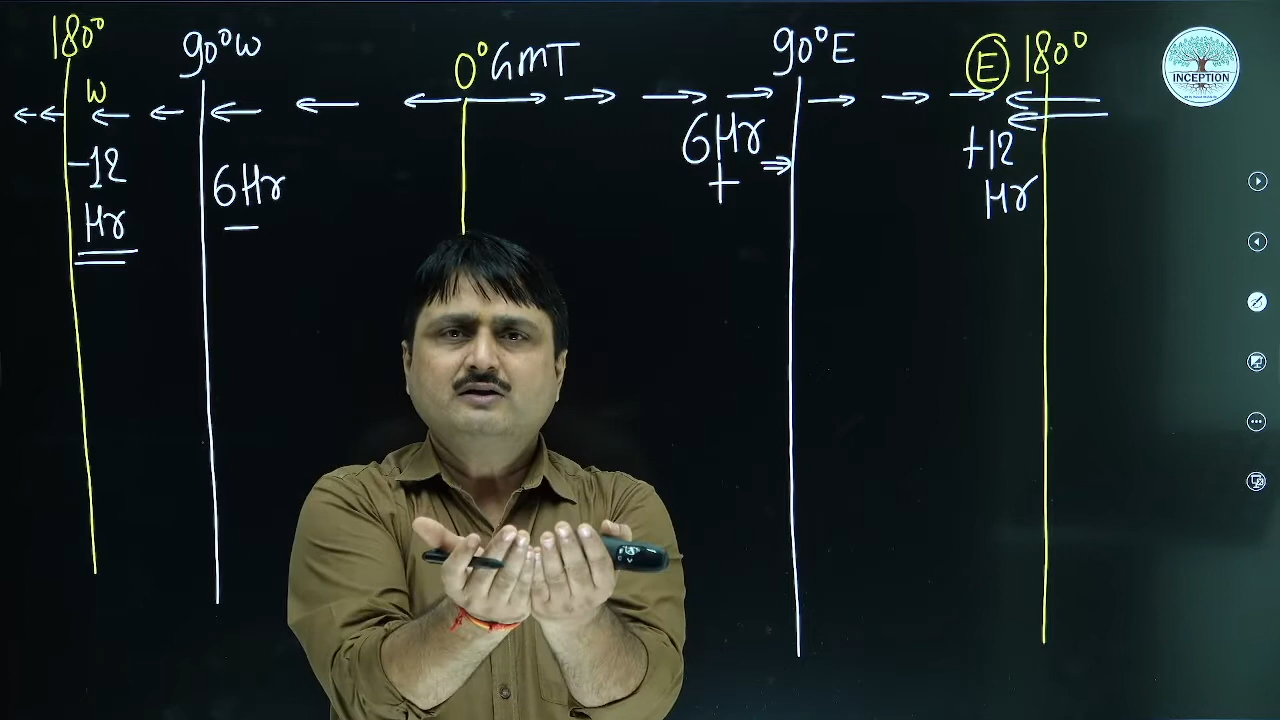 180°
90°W
0° GMT
90°E
E 180°
W
-12
Hr
6Hr
—
6Hr
+
+12
Hr
INCEPTION